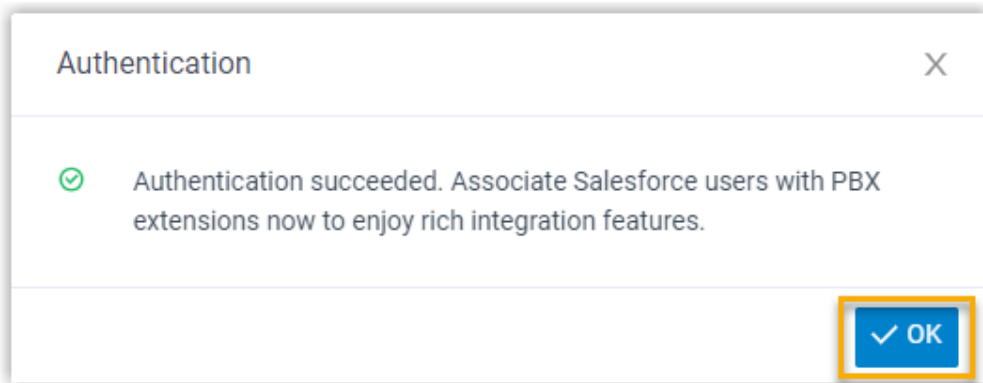 Authentication
Authentication succeeded. Associate Salesforce users with PBX
extensions now to enjoy rich integration features.
OK